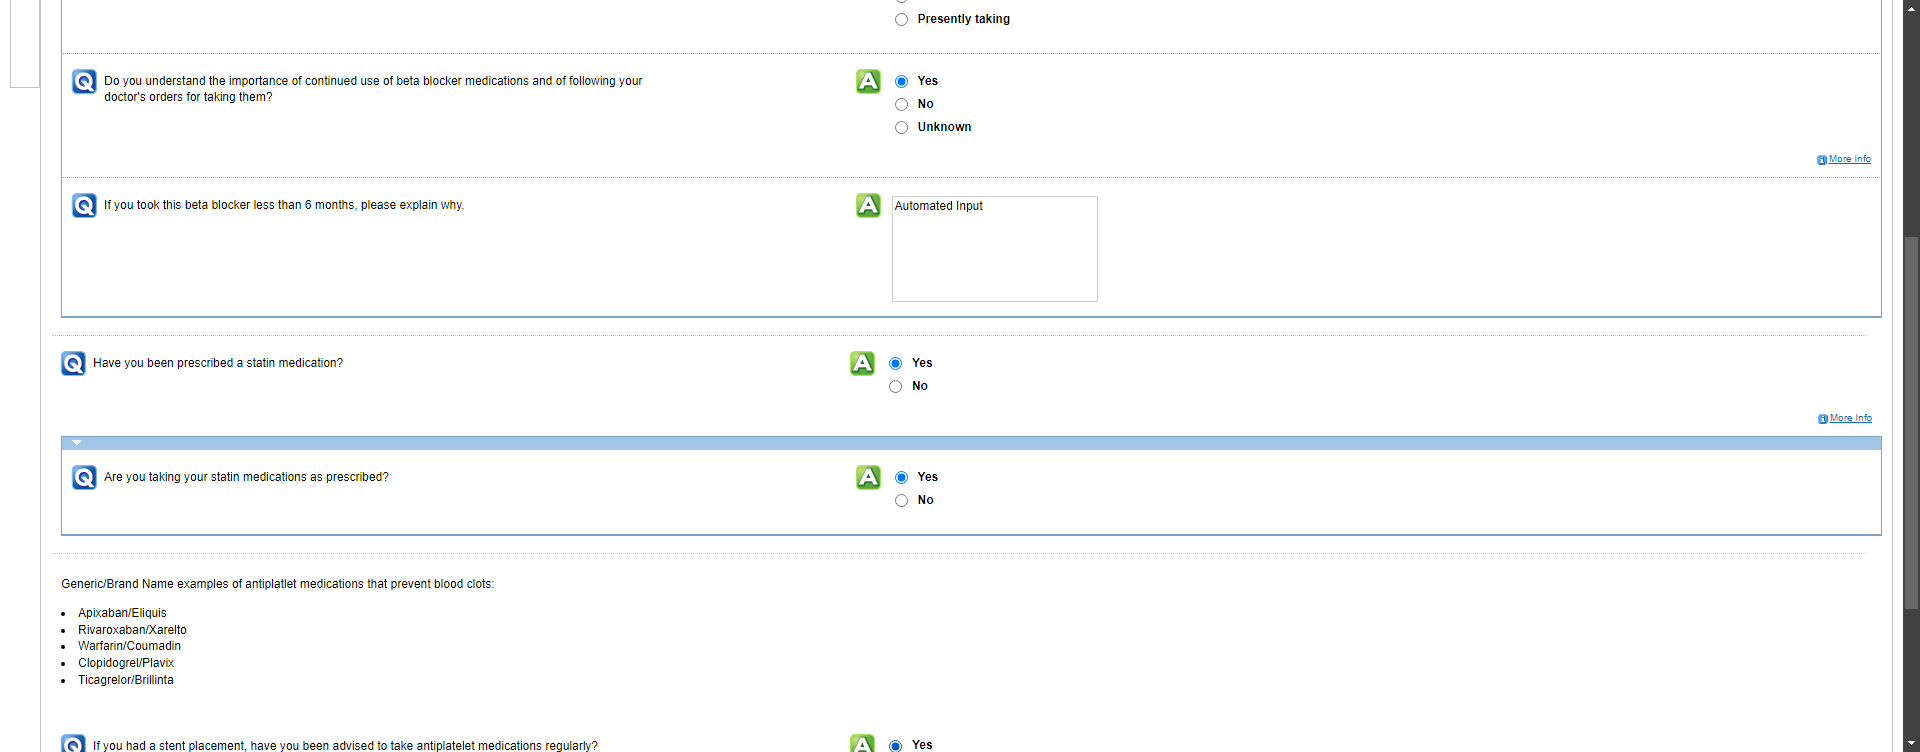 Presently taking
Q Do you understand the importance of continued use of beta blocker medications and of following your
doctor's orders for taking them?
A Yes
No
Unknown
More Info
Q If you took this beta blocker less than 6 months, please explain why.
A Automated Input
Q Have you been prescribed a statin medication?
A Yes
No
More Info
Q Are you taking your statin medications as prescribed?
A Yes
No
Generic/Brand Name examples of antiplatlet medications that prevent blood clots:
• Apixaban/Eliquis
• Rivaroxaban/Xarelto
• Warfarin/Coumadin
• Clopidogrel/Plavix
• Ticagrelor/Brillinta
Q If you had a stent placement, have you been advised to take antiplatelet medications regularly?
A Yes